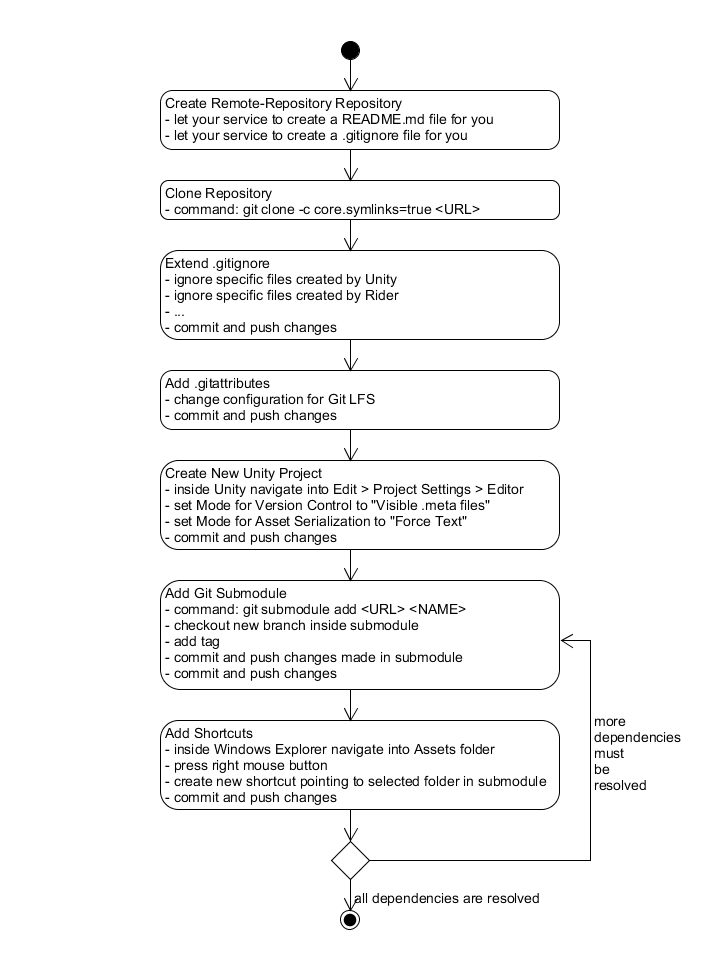 Create Remote-Repository Repository
- let your service to create a README.md file for you
- let your service to create a .gitignore file for you
Clone Repository
- command: git clone -c core.symlinks=true <URL>
Extend .gitignore
- ignore specific files created by Unity
- ignore specific files created by Rider
- ...
- commit and push changes
Add .gitattributes
- change configuration for Git LFS
- commit and push changes
Create New Unity Project
- inside Unity navigate into Edit > Project Settings > Editor
- set Mode for Version Control to "Visible .meta files"
- set Mode for Asset Serialization to "Force Text"
- commit and push changes
Add Git Submodule
- command: git submodule add <URL> <NAME>
- checkout new branch inside submodule
- add tag
- commit and push changes made in submodule
- commit and push changes
Add Shortcuts
- inside Windows Explorer navigate into Assets folder
- press right mouse button
- create new shortcut pointing to selected folder in submodule
- commit and push changes
more
dependencies
must
be
resolved
all dependencies are resolved